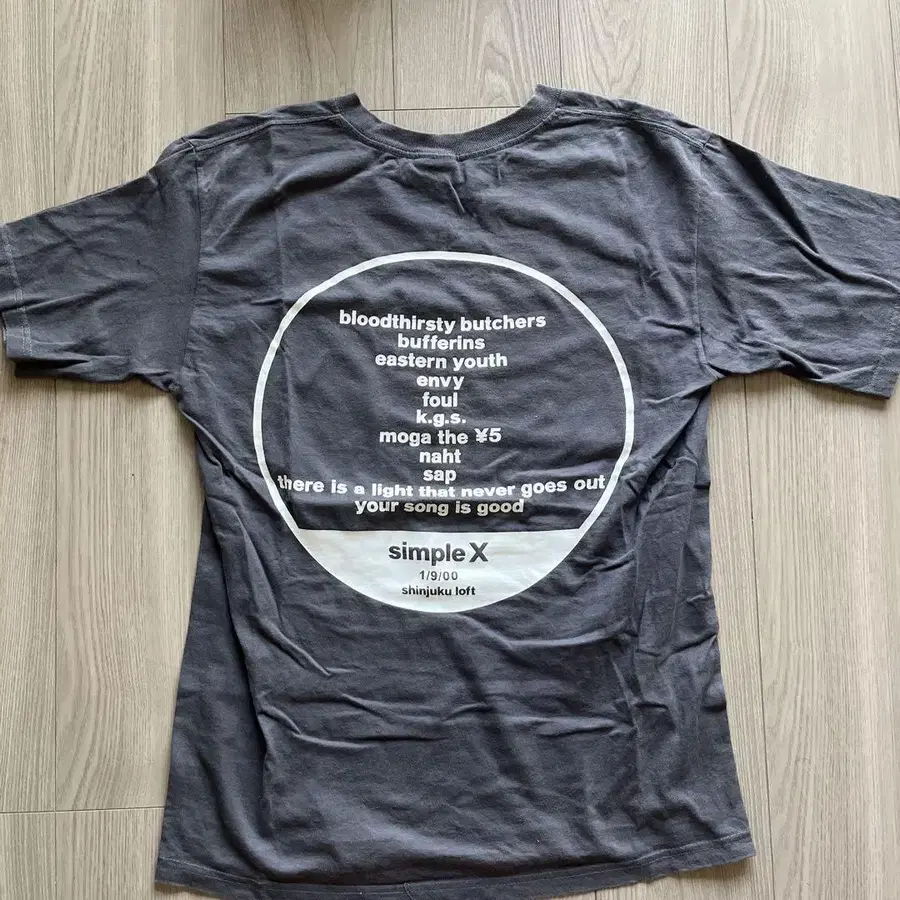 bloodthirsty butchers
bufferins
eastern youth
envy
foul
k.g.s.
moga the ¥5
naht
sap
there is a light that never goes out
your song is good
simple X
1/9/00
shinjuku loft